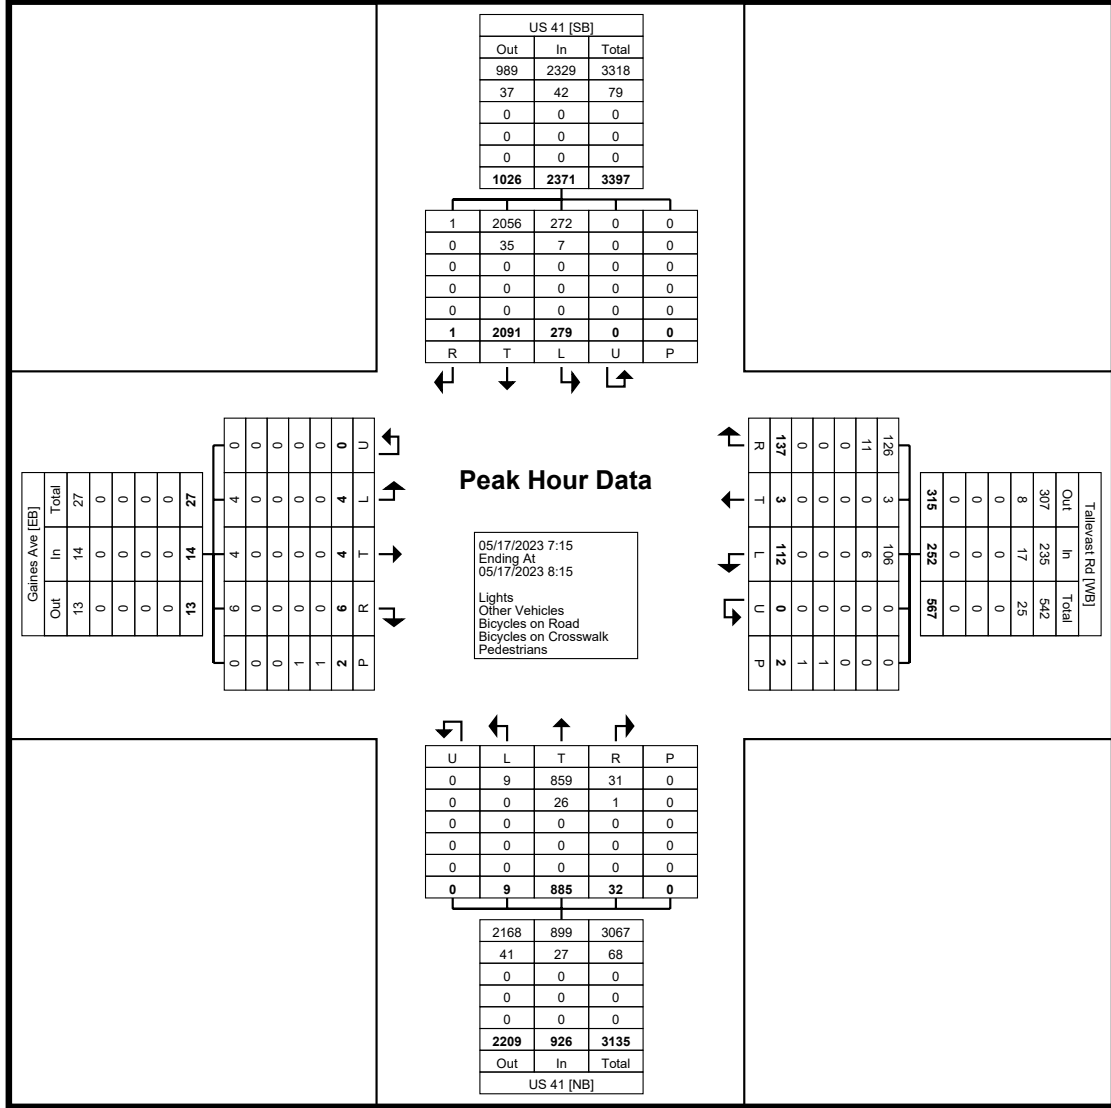 US 41 [SB]
Out In Total
989 2329 3318
37 42 79
0 0 0
0 0 0
0 0 0
1026 2371 3397
1 2056 272 0 0
0 35 7 0 0
0 0 0 0 0
0 0 0 0 0
0 0 0 0 0
1 2091 279 0 0
R T L U P
Gaines Ave [EB]
Total In Out
27 14 13
0 0 0
0 0 0
0 0 0
0 0 0
27 14 13
0 4 4 6 0
0 0 0 0 0
0 0 0 0 0
0 0 0 0 1
0 0 0 0 1
0 4 4 6 2
U L T R P
Peak Hour Data
05/17/2023 7:15
Ending At
05/17/2023 8:15
Lights
Other Vehicles
Bicycles on Road
Bicycles on Crosswalk
Pedestrians
Tallevast Rd [WB]
Out In Total
307 235 542
8 17 25
0 0 0
0 0 0
0 0 0
315 252 567
126 3 106 0 0
11 0 6 0 0
0 0 0 0 0
0 0 0 0 1
0 0 0 0 1
137 3 112 0 2
R T L U P
U L T R P
0 9 859 31 0
0 0 26 1 0
0 0 0 0 0
0 0 0 0 0
0 0 0 0 0
0 9 885 32 0
2168 899 3067
41 27 68
0 0 0
0 0 0
0 0 0
2209 926 3135
Out In Total
US 41 [NB]